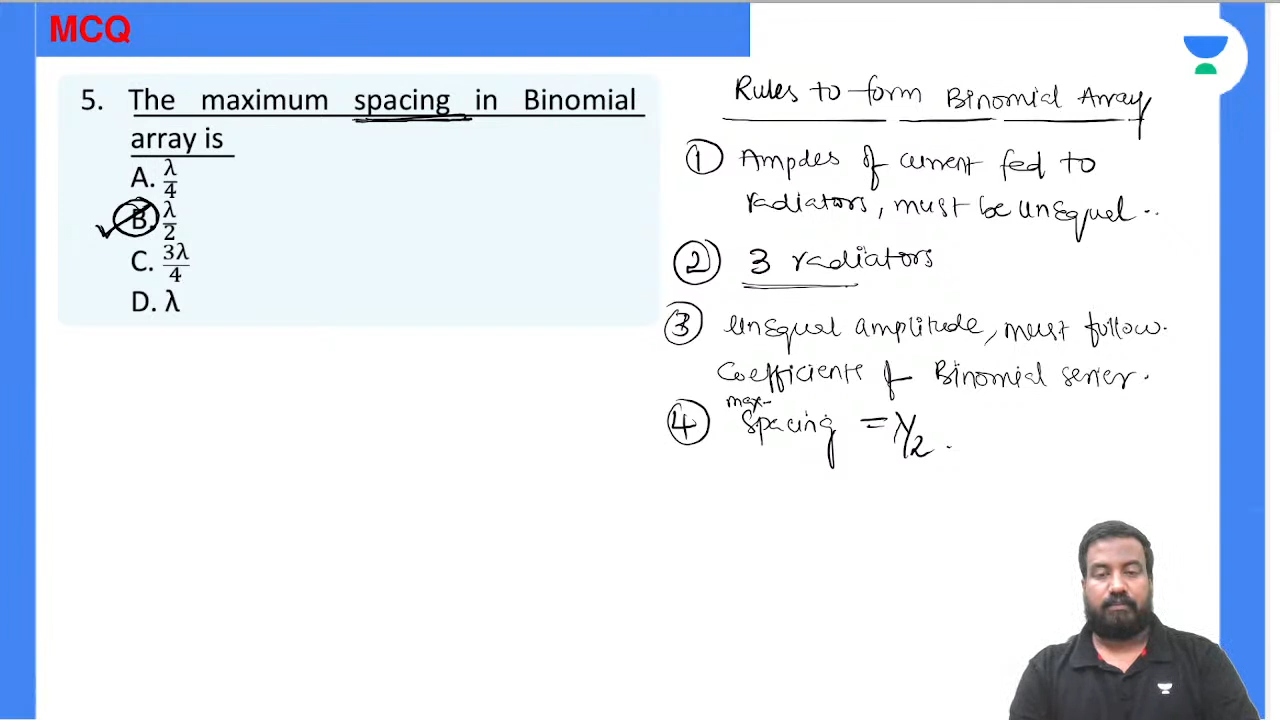 MCQ
5. The maximum spacing in Binomial
array is
A. λ/4
B. λ/2
C. 3λ/4
D. λ
Rules to form Binomial Array
① Ampdes of current fed to
radiators, must be unequal..
② 3 radiators
③ UnEqual amplitude, must follow.
Coefficients of Binomial series.
max-
④ Spacing = λ/2.